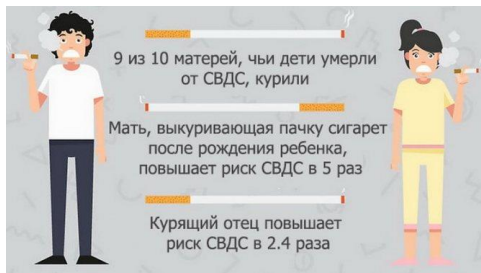 9 из 10 матерей, чьи дети умерли
от СВДС, курили
Мать, выкуривающая пачку сигарет
после рождения ребенка,
повышает риск СВДС в 5 раз
Курящий отец повышает
риск СВДС в 2.4 раза